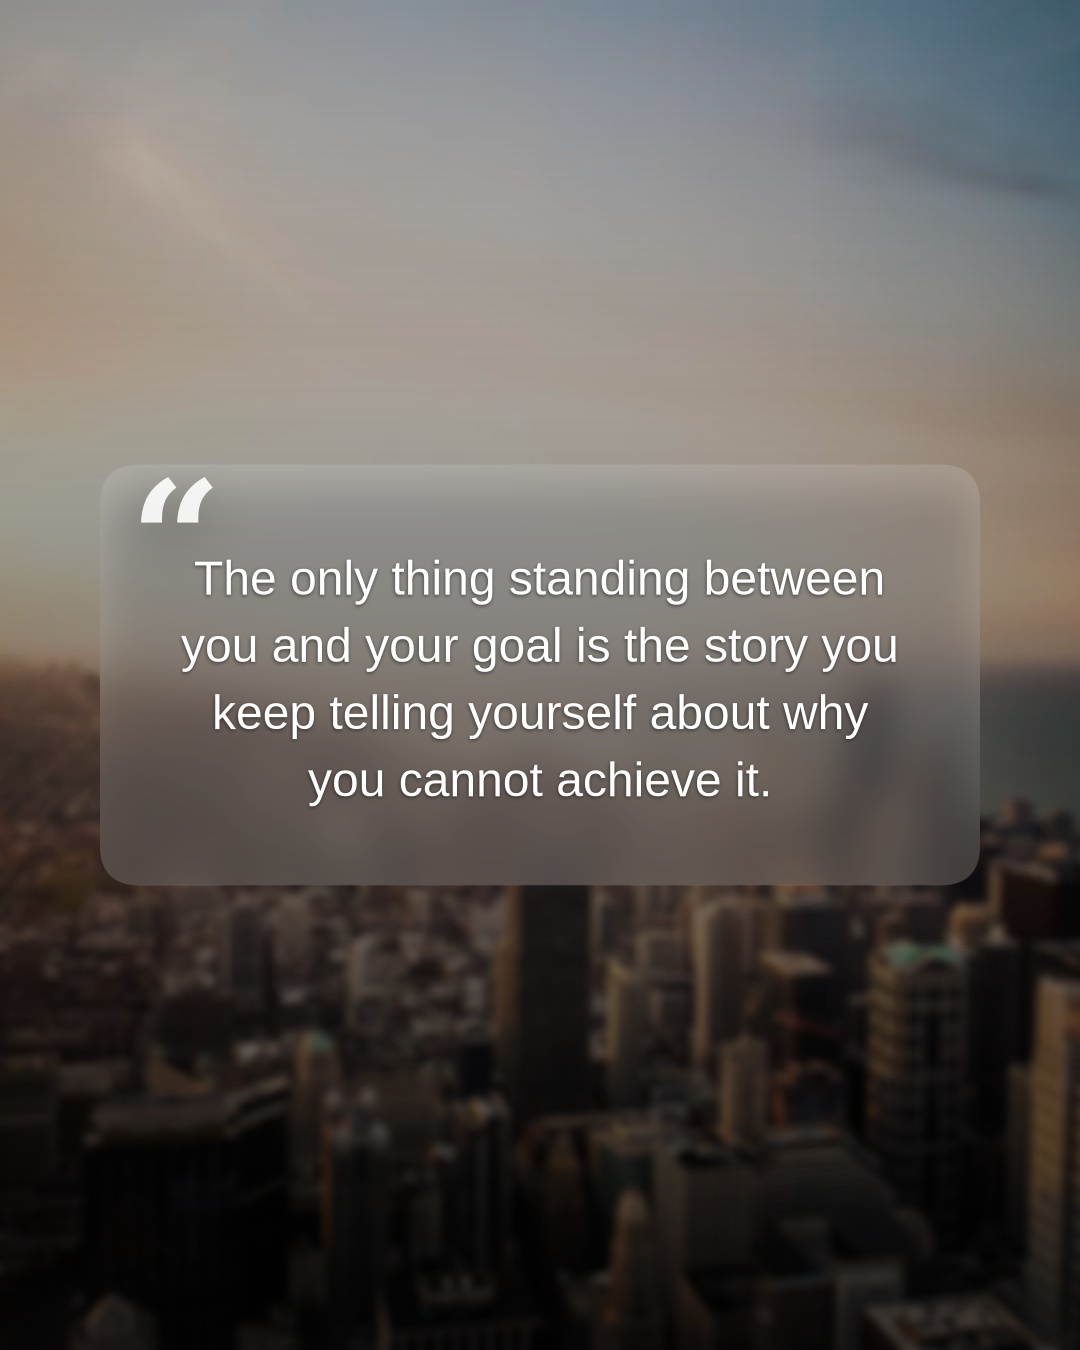 “
The only thing standing between
you and your goal is the story you
keep telling yourself about why
you cannot achieve it.